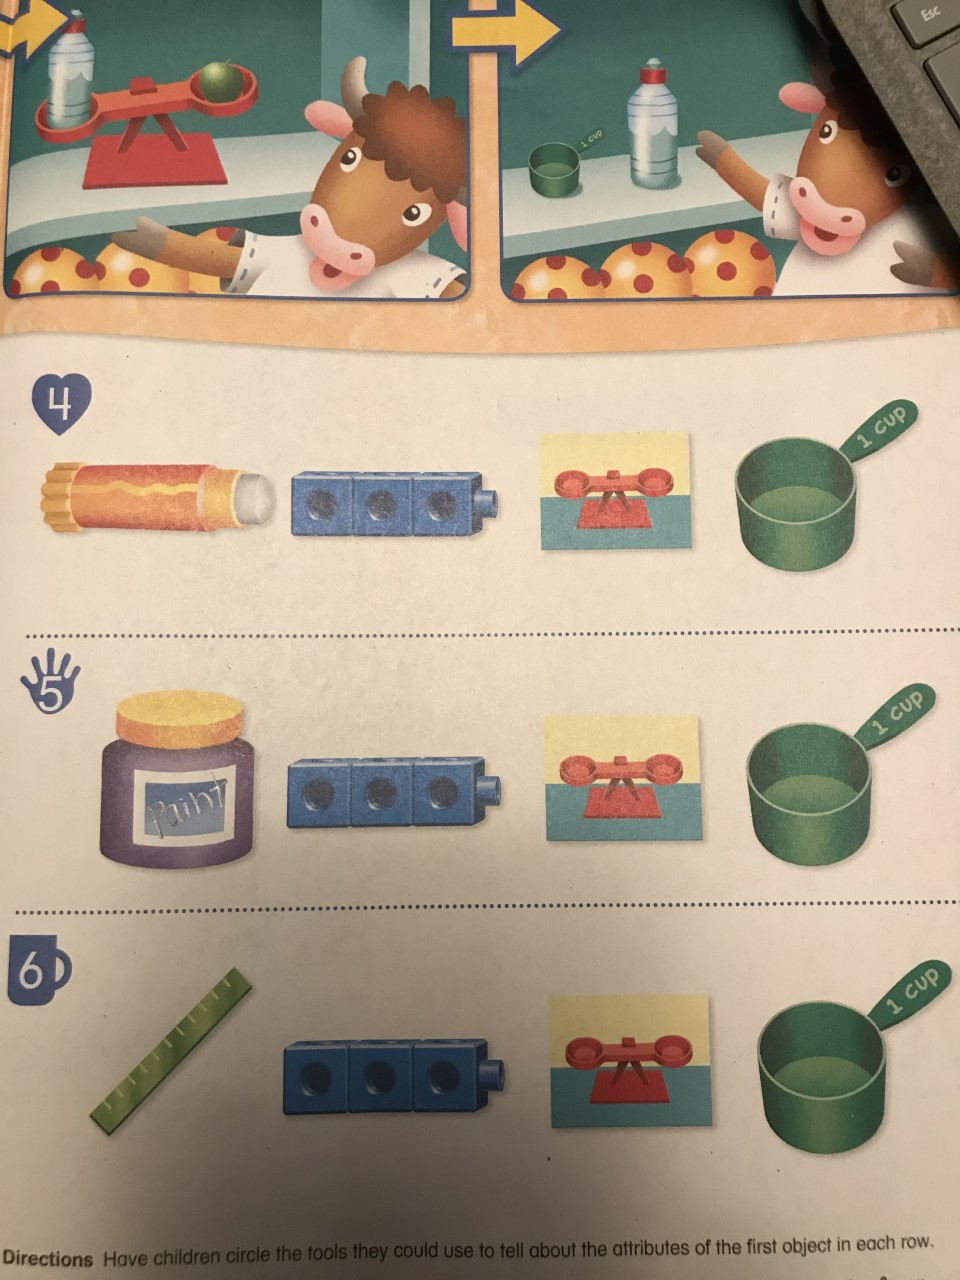 Esc
1 CUP
4
1 CUP
5
Paint
1 CUP
6
1 CUP
Directions Have children circle the tools they could use to tell about the attributes of the first object in each row.